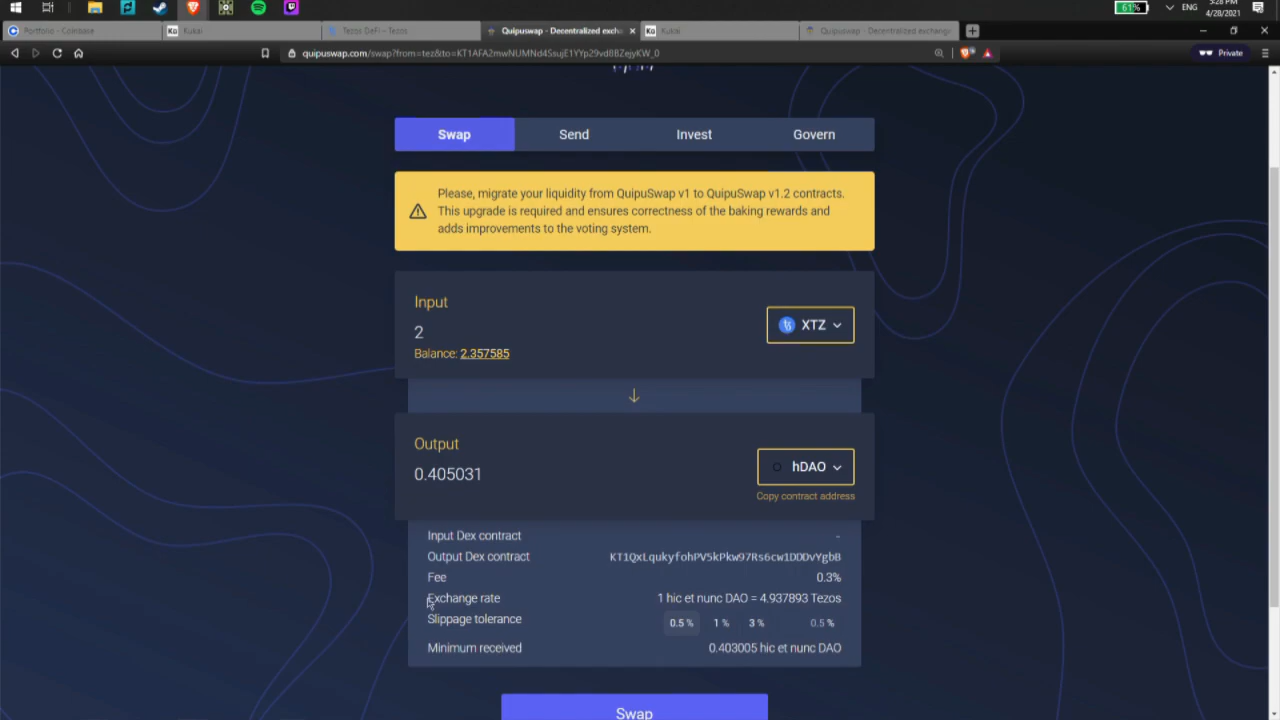 61%
ENG
5:28 PM
4/28/2021
Portfolio - Coinbase
Kukai
Tezos DeFi – Tezos
Quipuswap - Decentralized exch
Kukai
Quipuswap - Decentralized exchang
quipuswap.com/swap?from=tez&to=KT1AFA2mwNUMNd4SsujE1YYp29vd8BZejyKW_0
Private
Swap
Send
Invest
Govern
Please, migrate your liquidity from QuipuSwap v1 to QuipuSwap v1.2 contracts.
This upgrade is required and ensures correctness of the baking rewards and
adds improvements to the voting system.
Input
2
XTZ
Balance: 2.357585
Output
0.405031
hDAO
Copy contract address
Input Dex contract -
Output Dex contract KT1QxLqukyfohPV5kPkw97Rs6cw1DDDvYgbB
Fee 0.3%
Exchange rate 1 hic et nunc DAO = 4.937893 Tezos
Slippage tolerance 0.5 % 1 % 3 % 0.5 %
Minimum received 0.403005 hic et nunc DAO
Swap